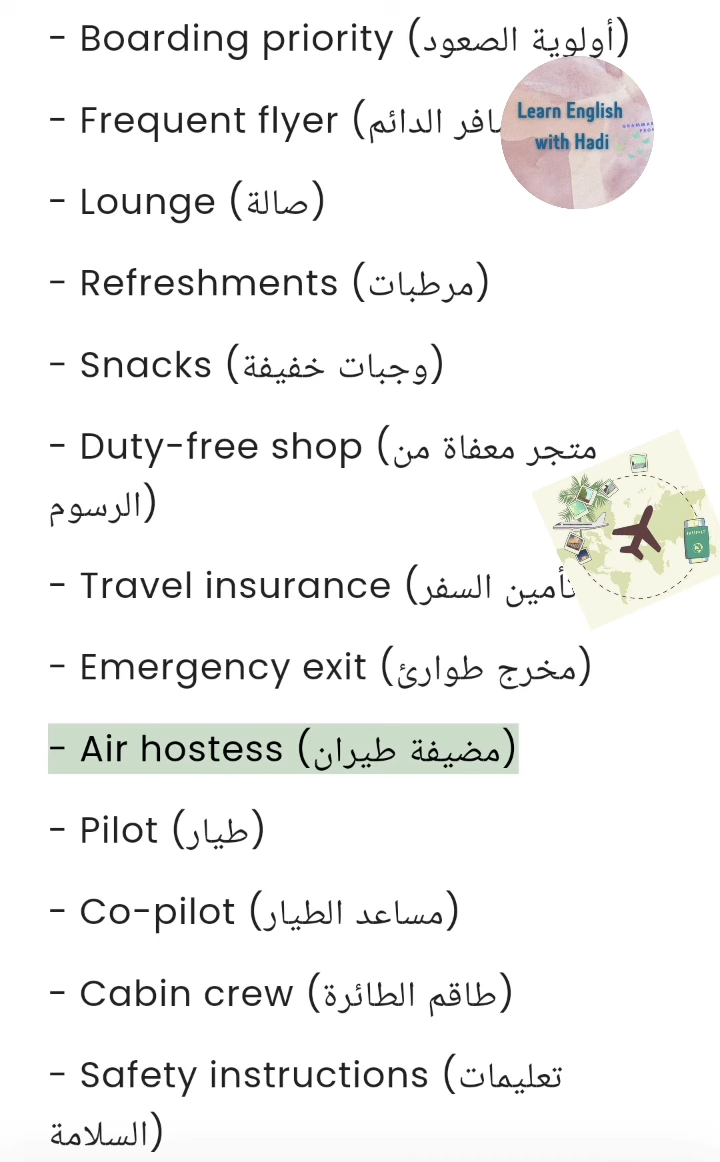 - Boarding priority (أولوية الصعود)
Learn English
with Hadi
- Frequent flyer (الدائم
- Lounge (صالة)
- Refreshments (مرطبات)
- Snacks (وجبات خفيفة)
- Duty-free shop (متجر معفاة من
الرسوم)
- Travel insurance (تأمين السفر
- Emergency exit (مخرج طوارئ)
- Air hostess (مضيفة طيران)
- Pilot (طيار)
- Co-pilot (مساعد الطيار)
- Cabin crew (طاقم الطائرة)
- Safety instructions (تعليمات
السلامة)